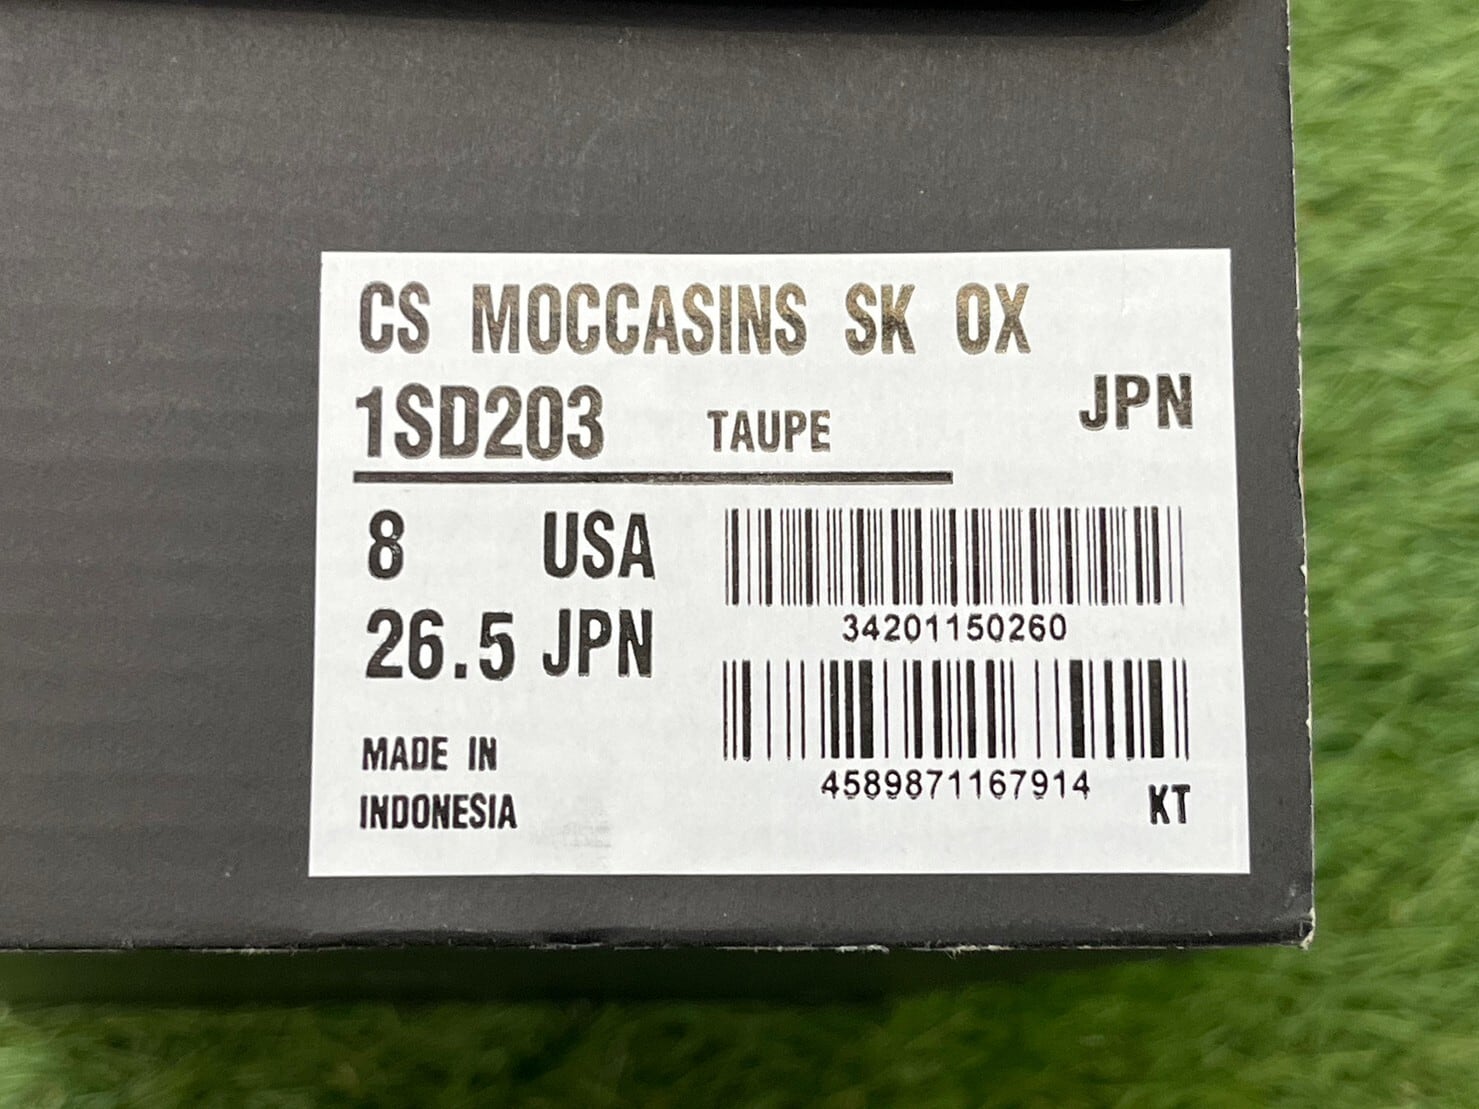 CS MOCCASINS SK OX
1SD203 TAUPE JPN
8 USA
34201150260
26.5 JPN
4589871167914
MADE IN
INDONESIA
KT